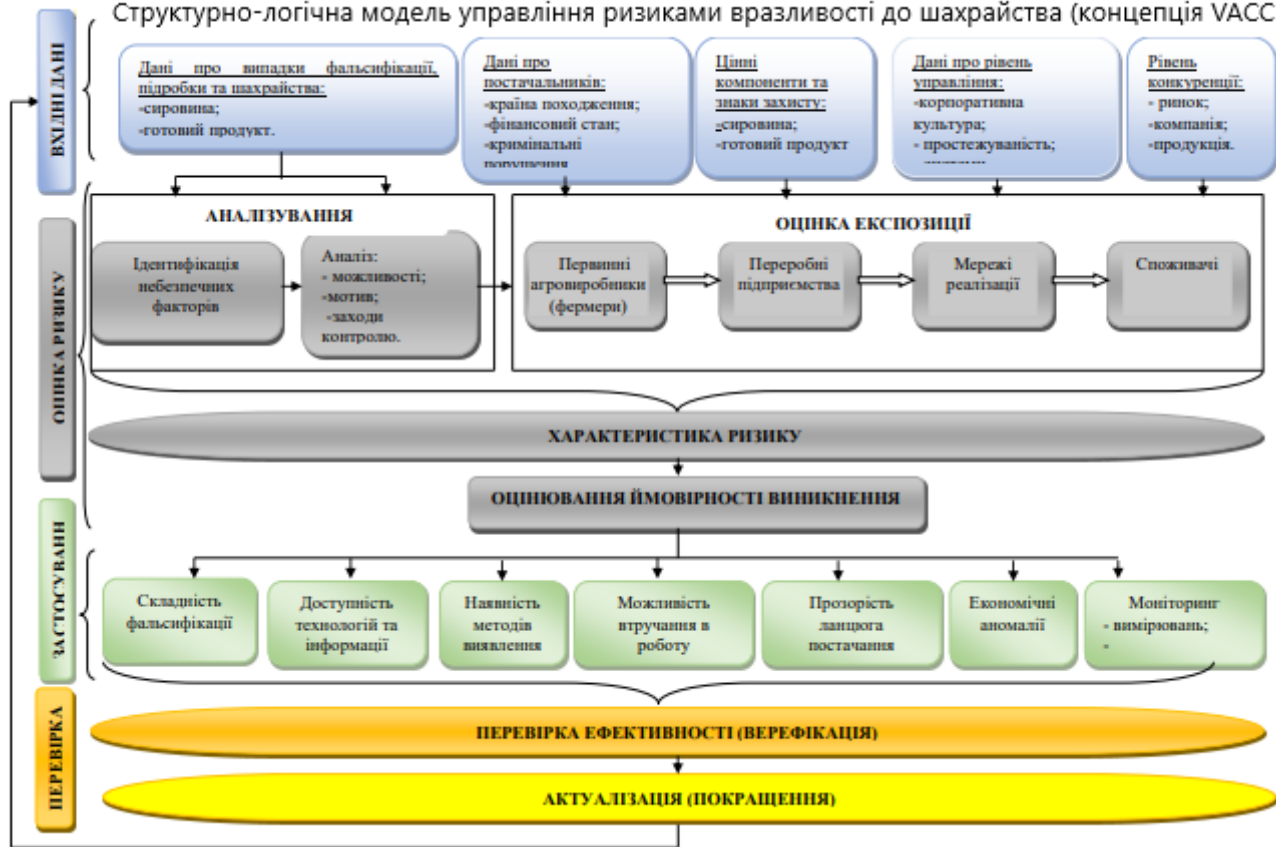 Структурно-логічна модель управління ризиками вразливості до шахрайства (концепція VACC
ВХІДНІ ДАНІ
Дані про випадки фальсифікації,
підробки та шахрайства:
-сировина;
-готовий продукт.
Дані про
постачальників:
-країна походження;
-фінансовий стан;
-кримінальні
порушення
Цінні
компоненти та
знаки захисту:
-сировина;
-готовий продукт
Дані про рівень
управління:
-корпоративна
культура;
- простежуваність;
Рівень
конкуренції:
- ринок;
-компанія;
-продукція.
ОЦІНКА РИЗИКУ
АНАЛІЗУВАННЯ
Ідентифікація
небезпечних
факторів
Аналіз:
- можливості;
-мотив;
-заходи
контролю.
ОЦІНКА ЕКСПОЗИЦІЇ
Первинні
агровиробники
(фермери)
Переробні
підприємства
Мережі
реалізації
Споживачі
ХАРАКТЕРИСТИКА РИЗИКУ
ОЦІНЮВАННЯ ЙМОВІРНОСТІ ВИНИКНЕННЯ
ЗАСТОСУВАНН
Складність
фальсифікації
Доступність
технологій та
інформації
Наявність
методів
виявлення
Можливість
втручання в
роботу
Прозорість
ланцюга
постачання
Економічні
аномалії
Моніторинг
- вимірювань;
-
ПЕРЕВІРКА
ПЕРЕВІРКА ЕФЕКТИВНОСТІ (ВЕРЕФІКАЦІЯ)
АКТУАЛІЗАЦІЯ (ПОКРАЩЕННЯ)